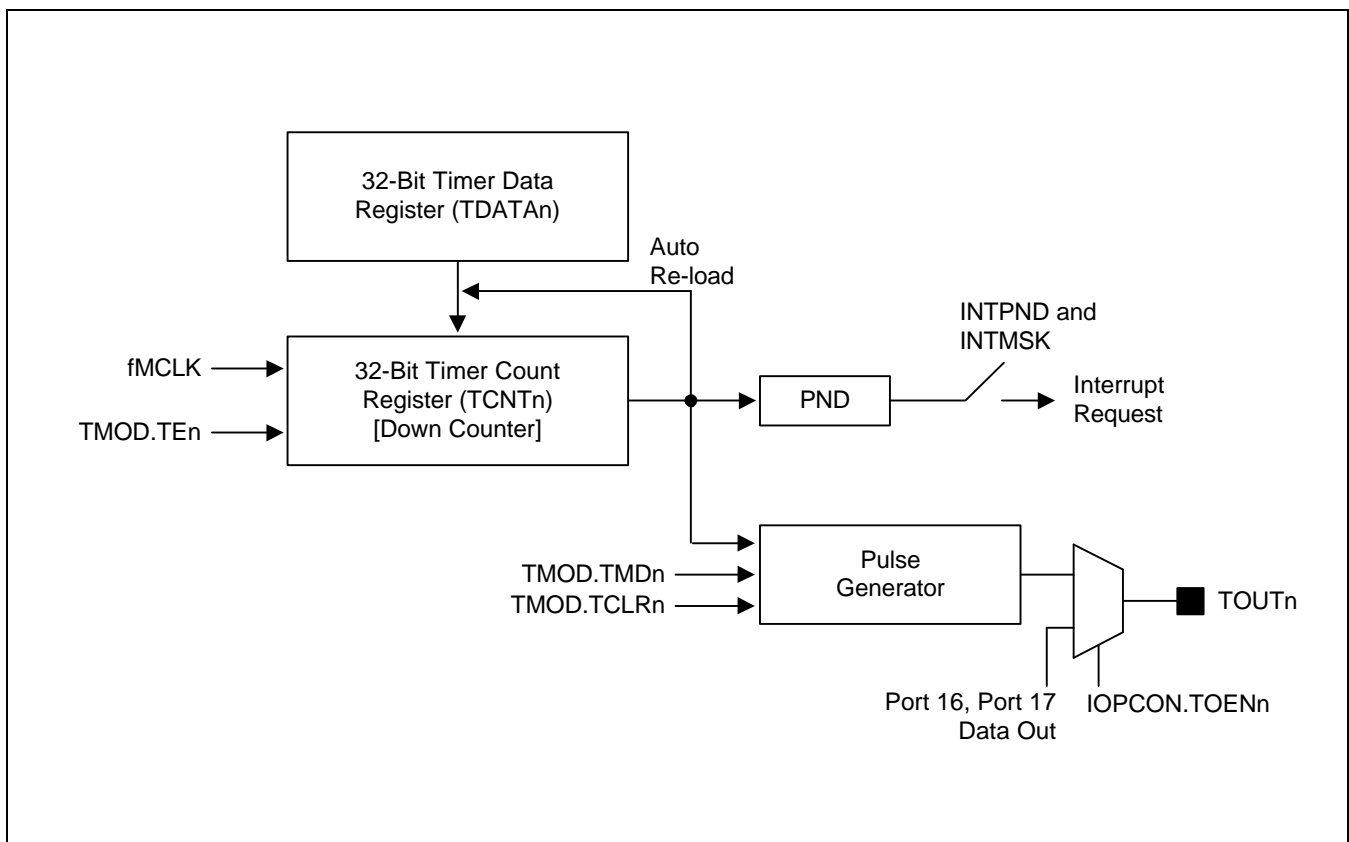 32-Bit Timer Data
Register (TDATAn)
Auto
Re-load
INTPND and
INTMSK
fMCLK
TMOD.TEn
32-Bit Timer Count
Register (TCNTn)
[Down Counter]
PND
Interrupt
Request
TMOD.TMDn
TMOD.TCLRn
Pulse
Generator
TOUTn
Port 16, Port 17
Data Out
IOPCON.TOENn